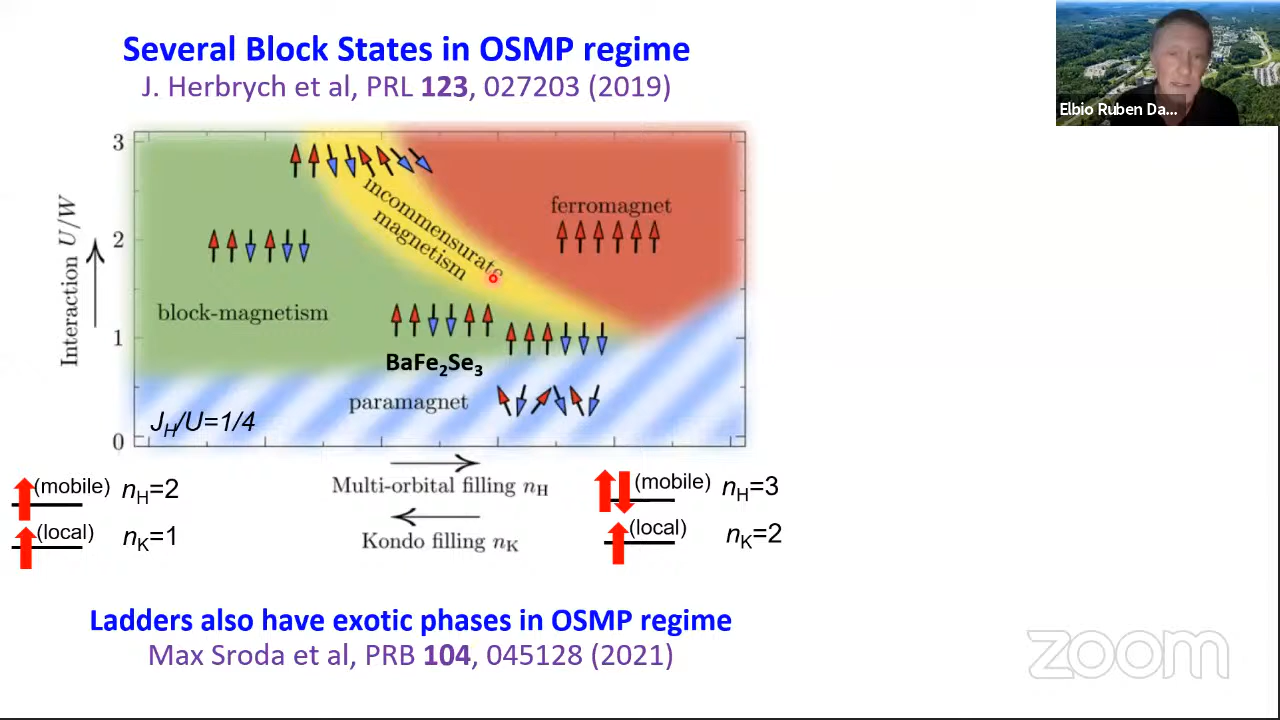 Several Block States in OSMP regime
J. Herbrych et al, PRL 123, 027203 (2019)
Elbio Ruben Da...
3
2
1
0
Interaction U/W
incommensurate
magnetism
ferromagnet
block-magnetism
BaFe2Se3
paramagnet
JH/U=1/4
(mobile) nH=2
(local) nK=1
Multi-orbital filling nH
Kondo filling nK
(mobile) nH=3
(local) nK=2
Ladders also have exotic phases in OSMP regime
Max Sroda et al, PRB 104, 045128 (2021)
zoom